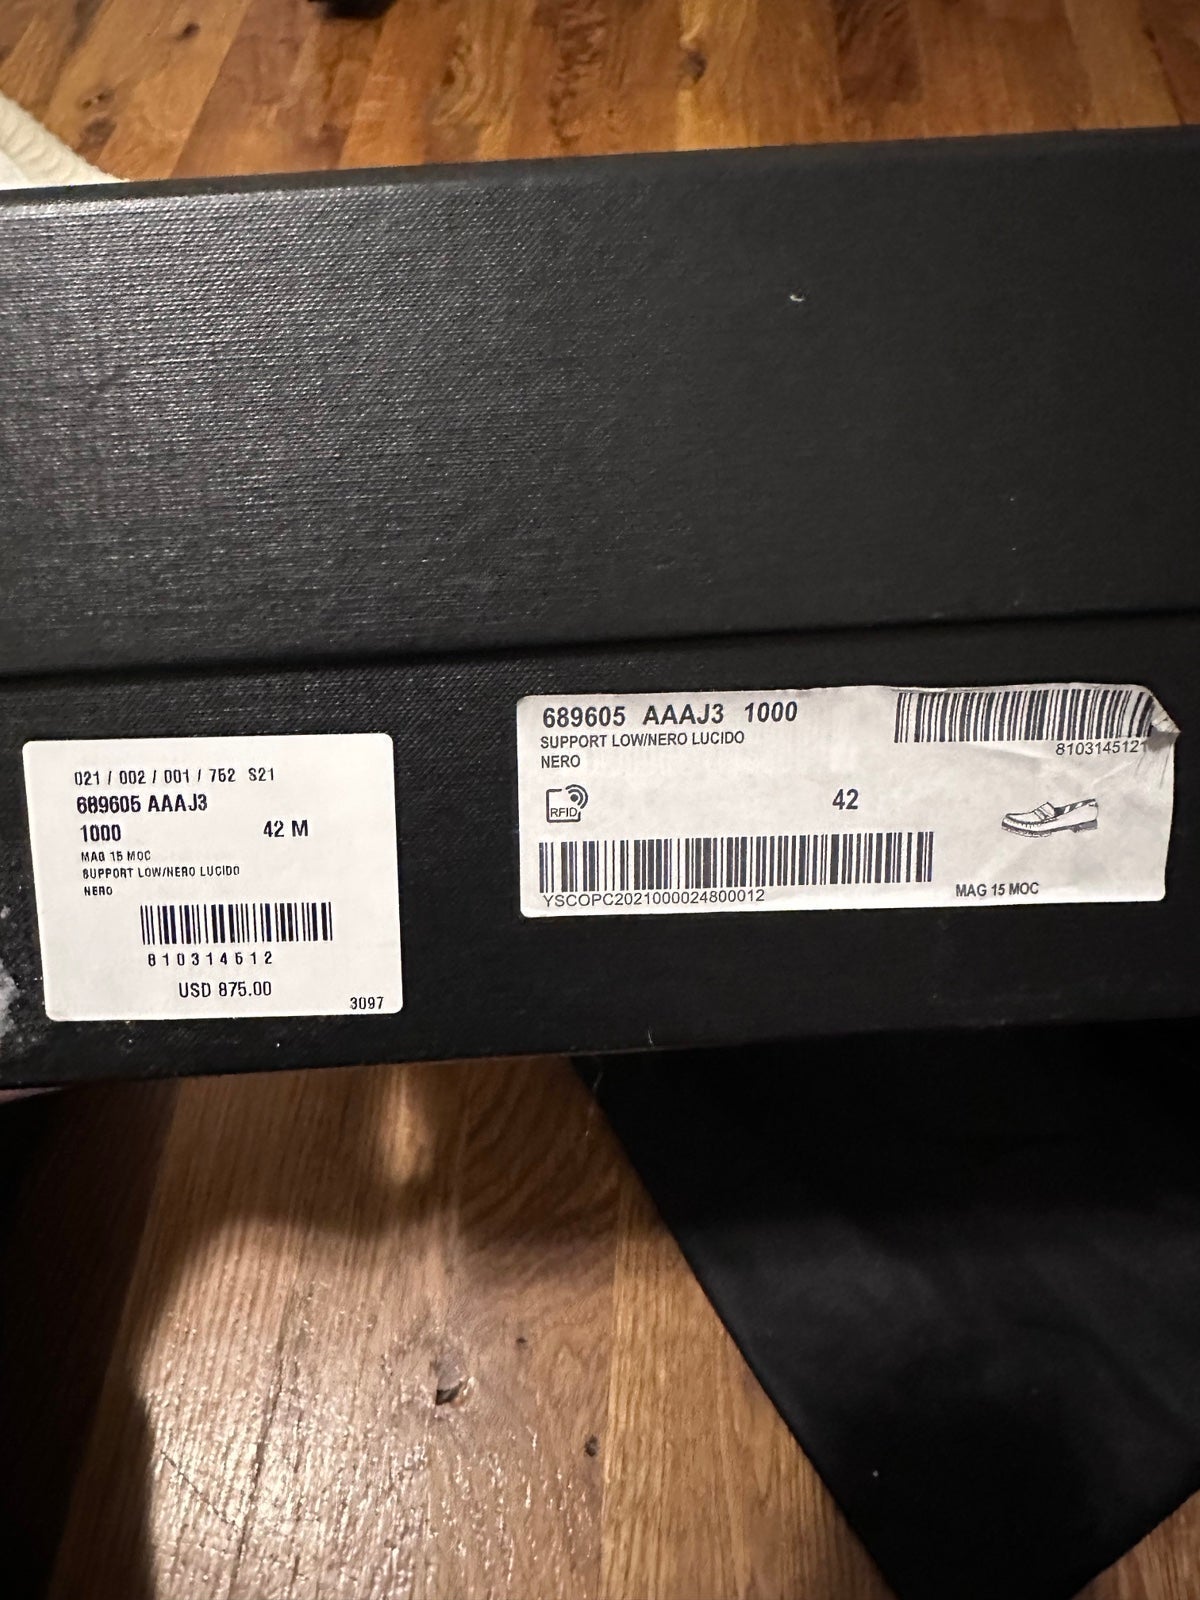 021 / 002 / 001 / 752 S21
689605 AAAJ3
1000 42 M
MAG 15 MOC
SUPPORT LOW/NERO LUCIDO
NERO
810314512
USD 875.00
3097
689605 AAAJ3 1000
SUPPORT LOW/NERO LUCIDO
NERO
8103145121
RFID
42
YSCOPC2021000024800012
MAG 15 MOC